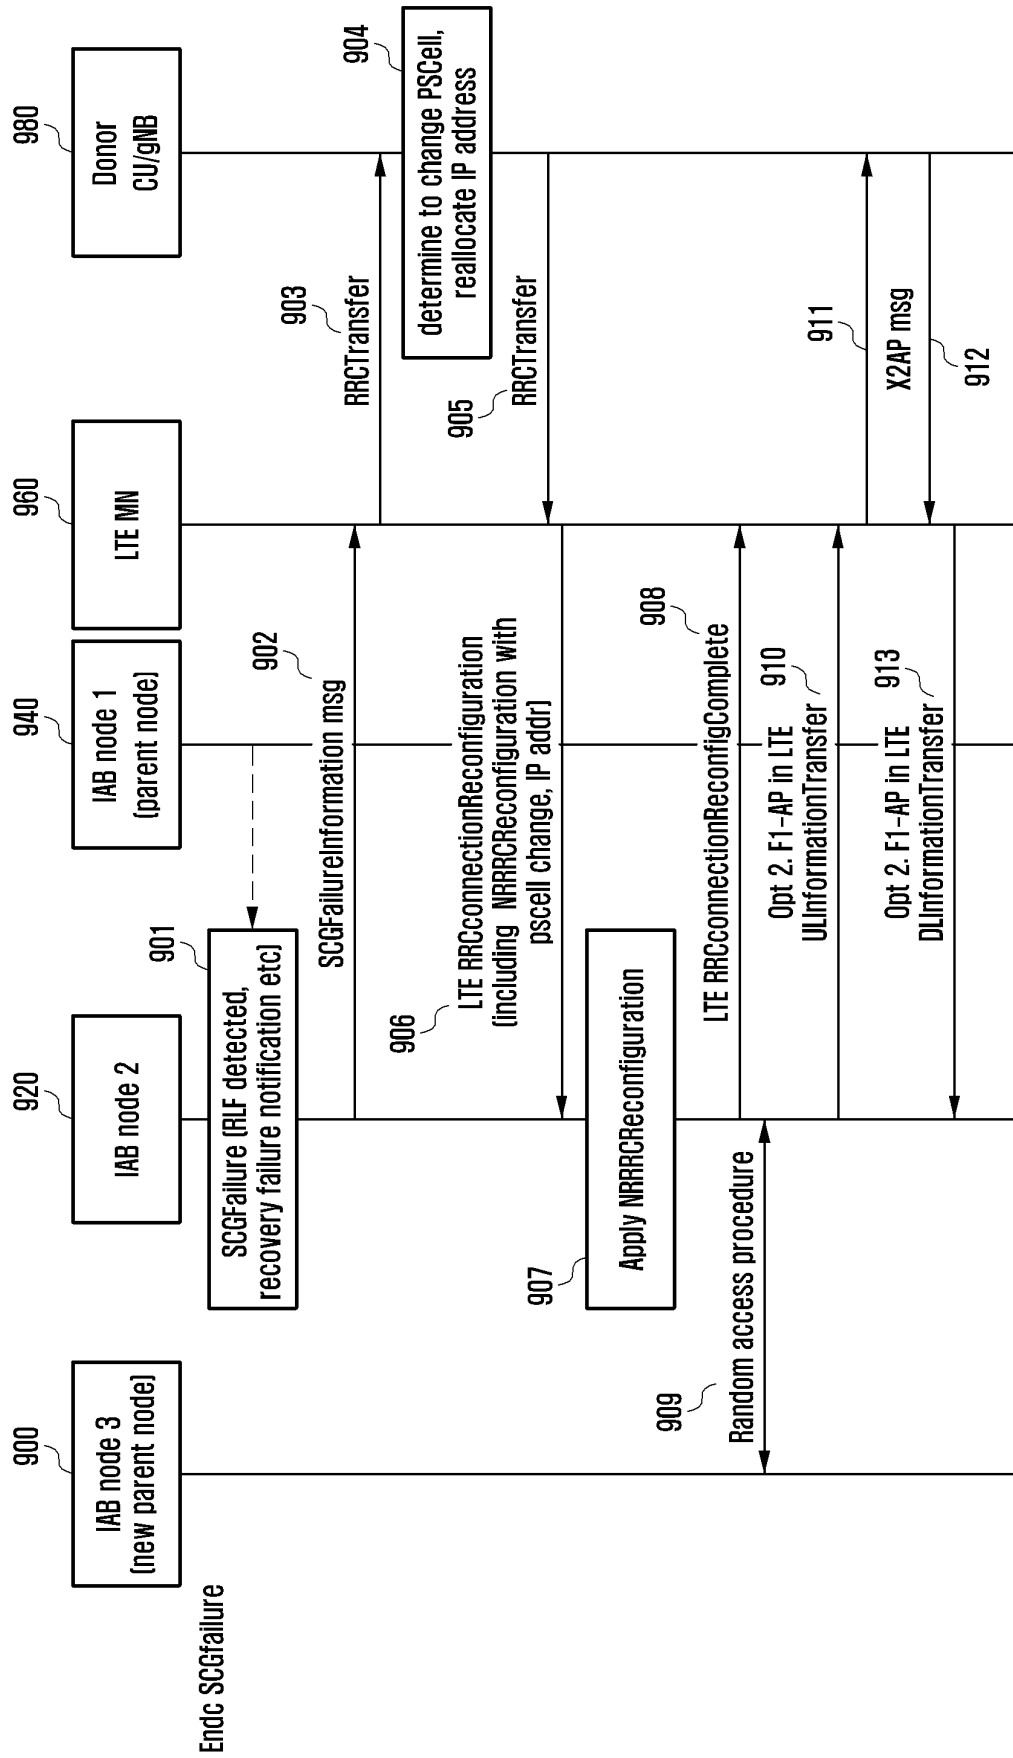 Endc SCGfailure
900
IAB node 3
(new parent node)
920
IAB node 2
940
IAB node 1
(parent node)
960
LTE MN
980
Donor
CU/gNB
901
SCGFailure (RLF detected,
recovery failure notification etc)
902
SCGFailureInformation msg
903
RRCTransfer
904
determine to change PSCell,
reallocate IP address
905
RRCTransfer
906
LTE RRCconnectionReconfiguration
(including NRRRCReconfiguration with
pscell change, IP addr)
907
Apply NRRRCReconfiguration
908
LTE RRCconnectionReconfigComplete
909
Random access procedure
910
Opt 2. F1-AP in LTE
ULInformationTransfer
911
X2AP msg
912
913
Opt 2. F1-AP in LTE
DLInformationTransfer